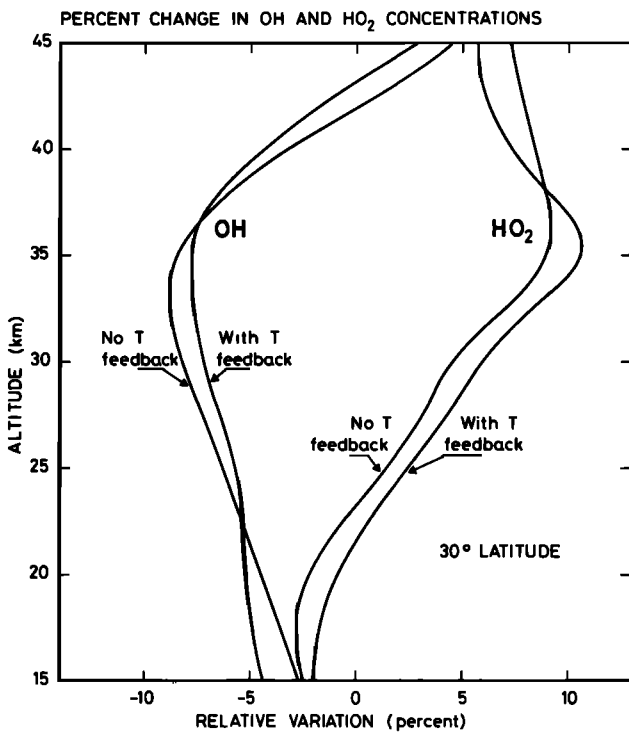 PERCENT CHANGE IN OH AND HO2 CONCENTRATIONS
45
40
35
30
25
20
15
ALTITUDE (km)
OH
HO2
No T
feedback
With T
feedback
No T
feedback
With T
feedback
30° LATITUDE
-10
-5
0
5
10
RELATIVE VARIATION (percent)